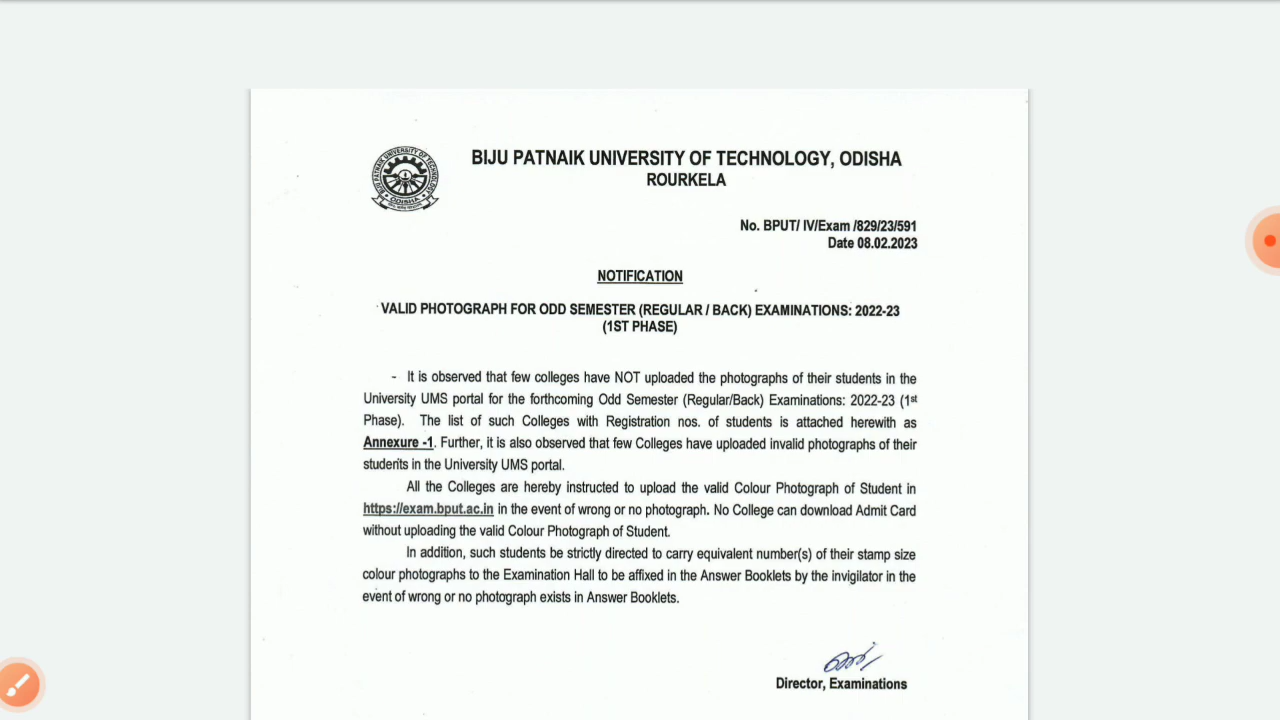 BIJU PATNAIK UNIVERSITY OF TECHNOLOGY
ODISHA
BIJU PATNAIK UNIVERSITY OF TECHNOLOGY, ODISHA
ROURKELA
No. BPUT/ IV/Exam /829/23/591
Date 08.02.2023
NOTIFICATION
VALID PHOTOGRAPH FOR ODD SEMESTER (REGULAR / BACK) EXAMINATIONS: 2022-23
(1ST PHASE)
- It is observed that few colleges have NOT uploaded the photographs of their students in the
University UMS portal for the forthcoming Odd Semester (Regular/Back) Examinations: 2022-23 (1st
Phase). The list of such Colleges with Registration nos. of students is attached herewith as
Annexure -1. Further, it is also observed that few Colleges have uploaded invalid photographs of their
students in the University UMS portal.
All the Colleges are hereby instructed to upload the valid Colour Photograph of Student in
https://exam.bput.ac.in in the event of wrong or no photograph. No College can download Admit Card
without uploading the valid Colour Photograph of Student.
In addition, such students be strictly directed to carry equivalent number(s) of their stamp size
colour photographs to the Examination Hall to be affixed in the Answer Booklets by the invigilator in the
event of wrong or no photograph exists in Answer Booklets.
Director, Examinations